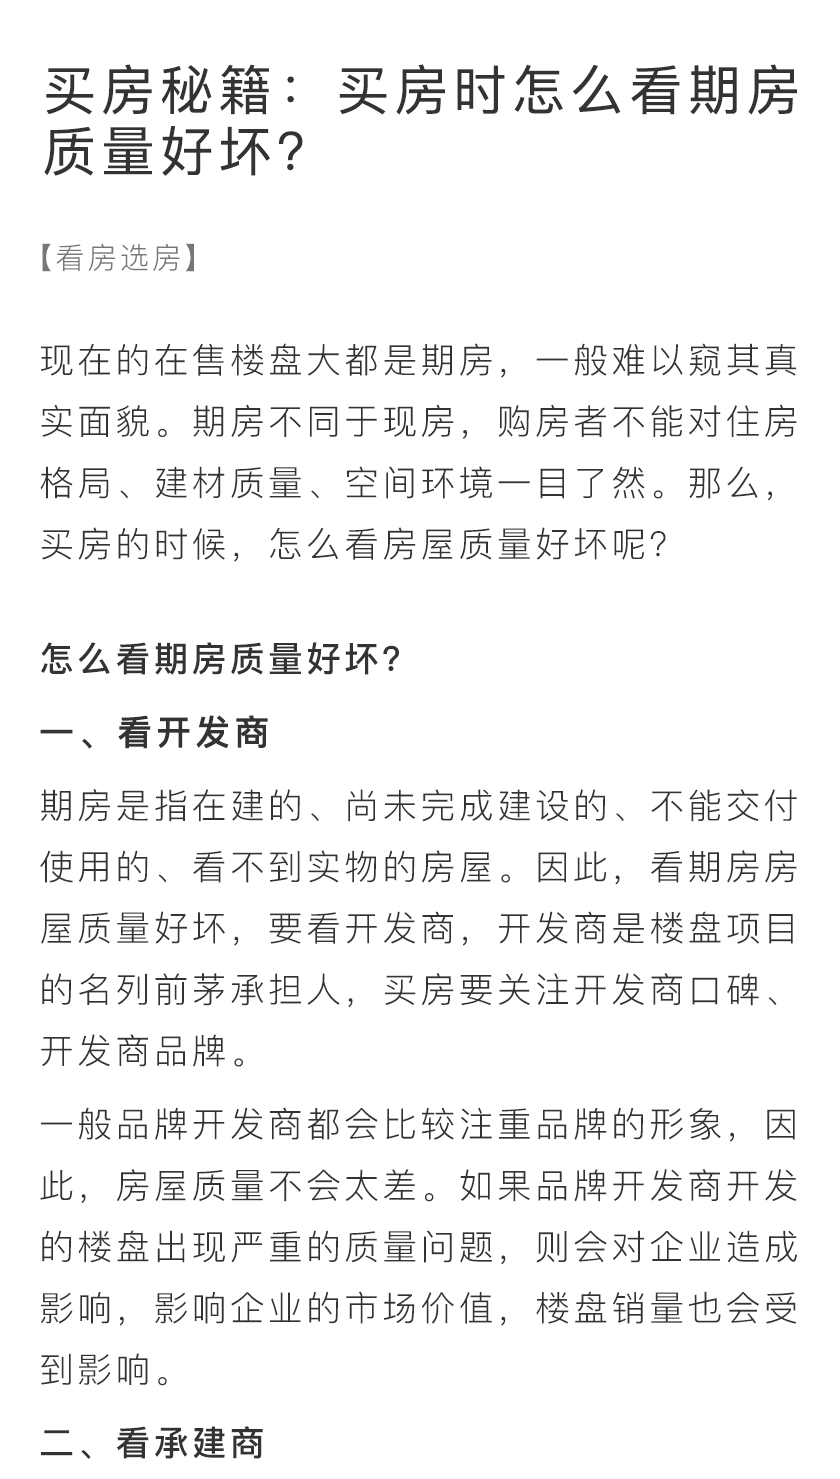 买房秘籍：买房时怎么看期房
质量好坏？
【看房选房】
现在的在售楼盘大都是期房，一般难以窥其真
实面貌。期房不同于现房，购房者不能对住房
格局、建材质量、空间环境一目了然。那么，
买房的时候，怎么看房屋质量好坏呢？
怎么看期房质量好坏？
一、看开发商
期房是指在建的、尚未完成建设的、不能交付
使用的、看不到实物的房屋。因此，看期房房
屋质量好坏，要看开发商，开发商是楼盘项目
的名列前茅承担人，买房要关注开发商口碑、
开发商品牌。
一般品牌开发商都会比较注重品牌的形象，因
此，房屋质量不会太差。如果品牌开发商开发
的楼盘出现严重的质量问题，则会对企业造成
影响，影响企业的市场价值，楼盘销量也会受
到影响。
二、看承建商